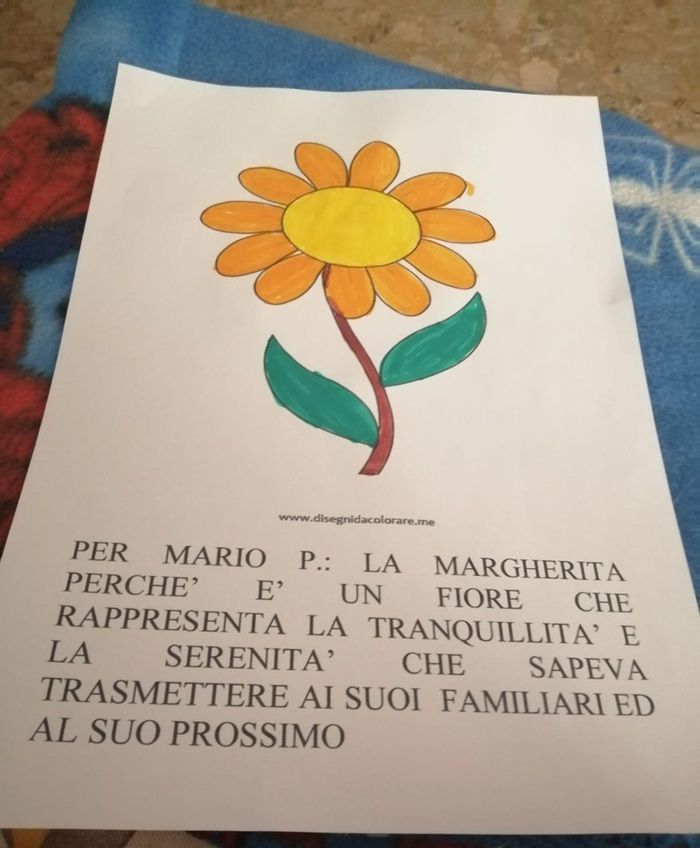 www.disegnidacolorare.me
PER MARIO P.: LA MARGHERITA
PERCHE' E' UN FIORE CHE
RAPPRESENTA LA TRANQUILLITA' E
LA SERENITA' CHE SAPEVA
TRASMETTERE AI SUOI FAMILIARI ED
AL SUO PROSSIMO